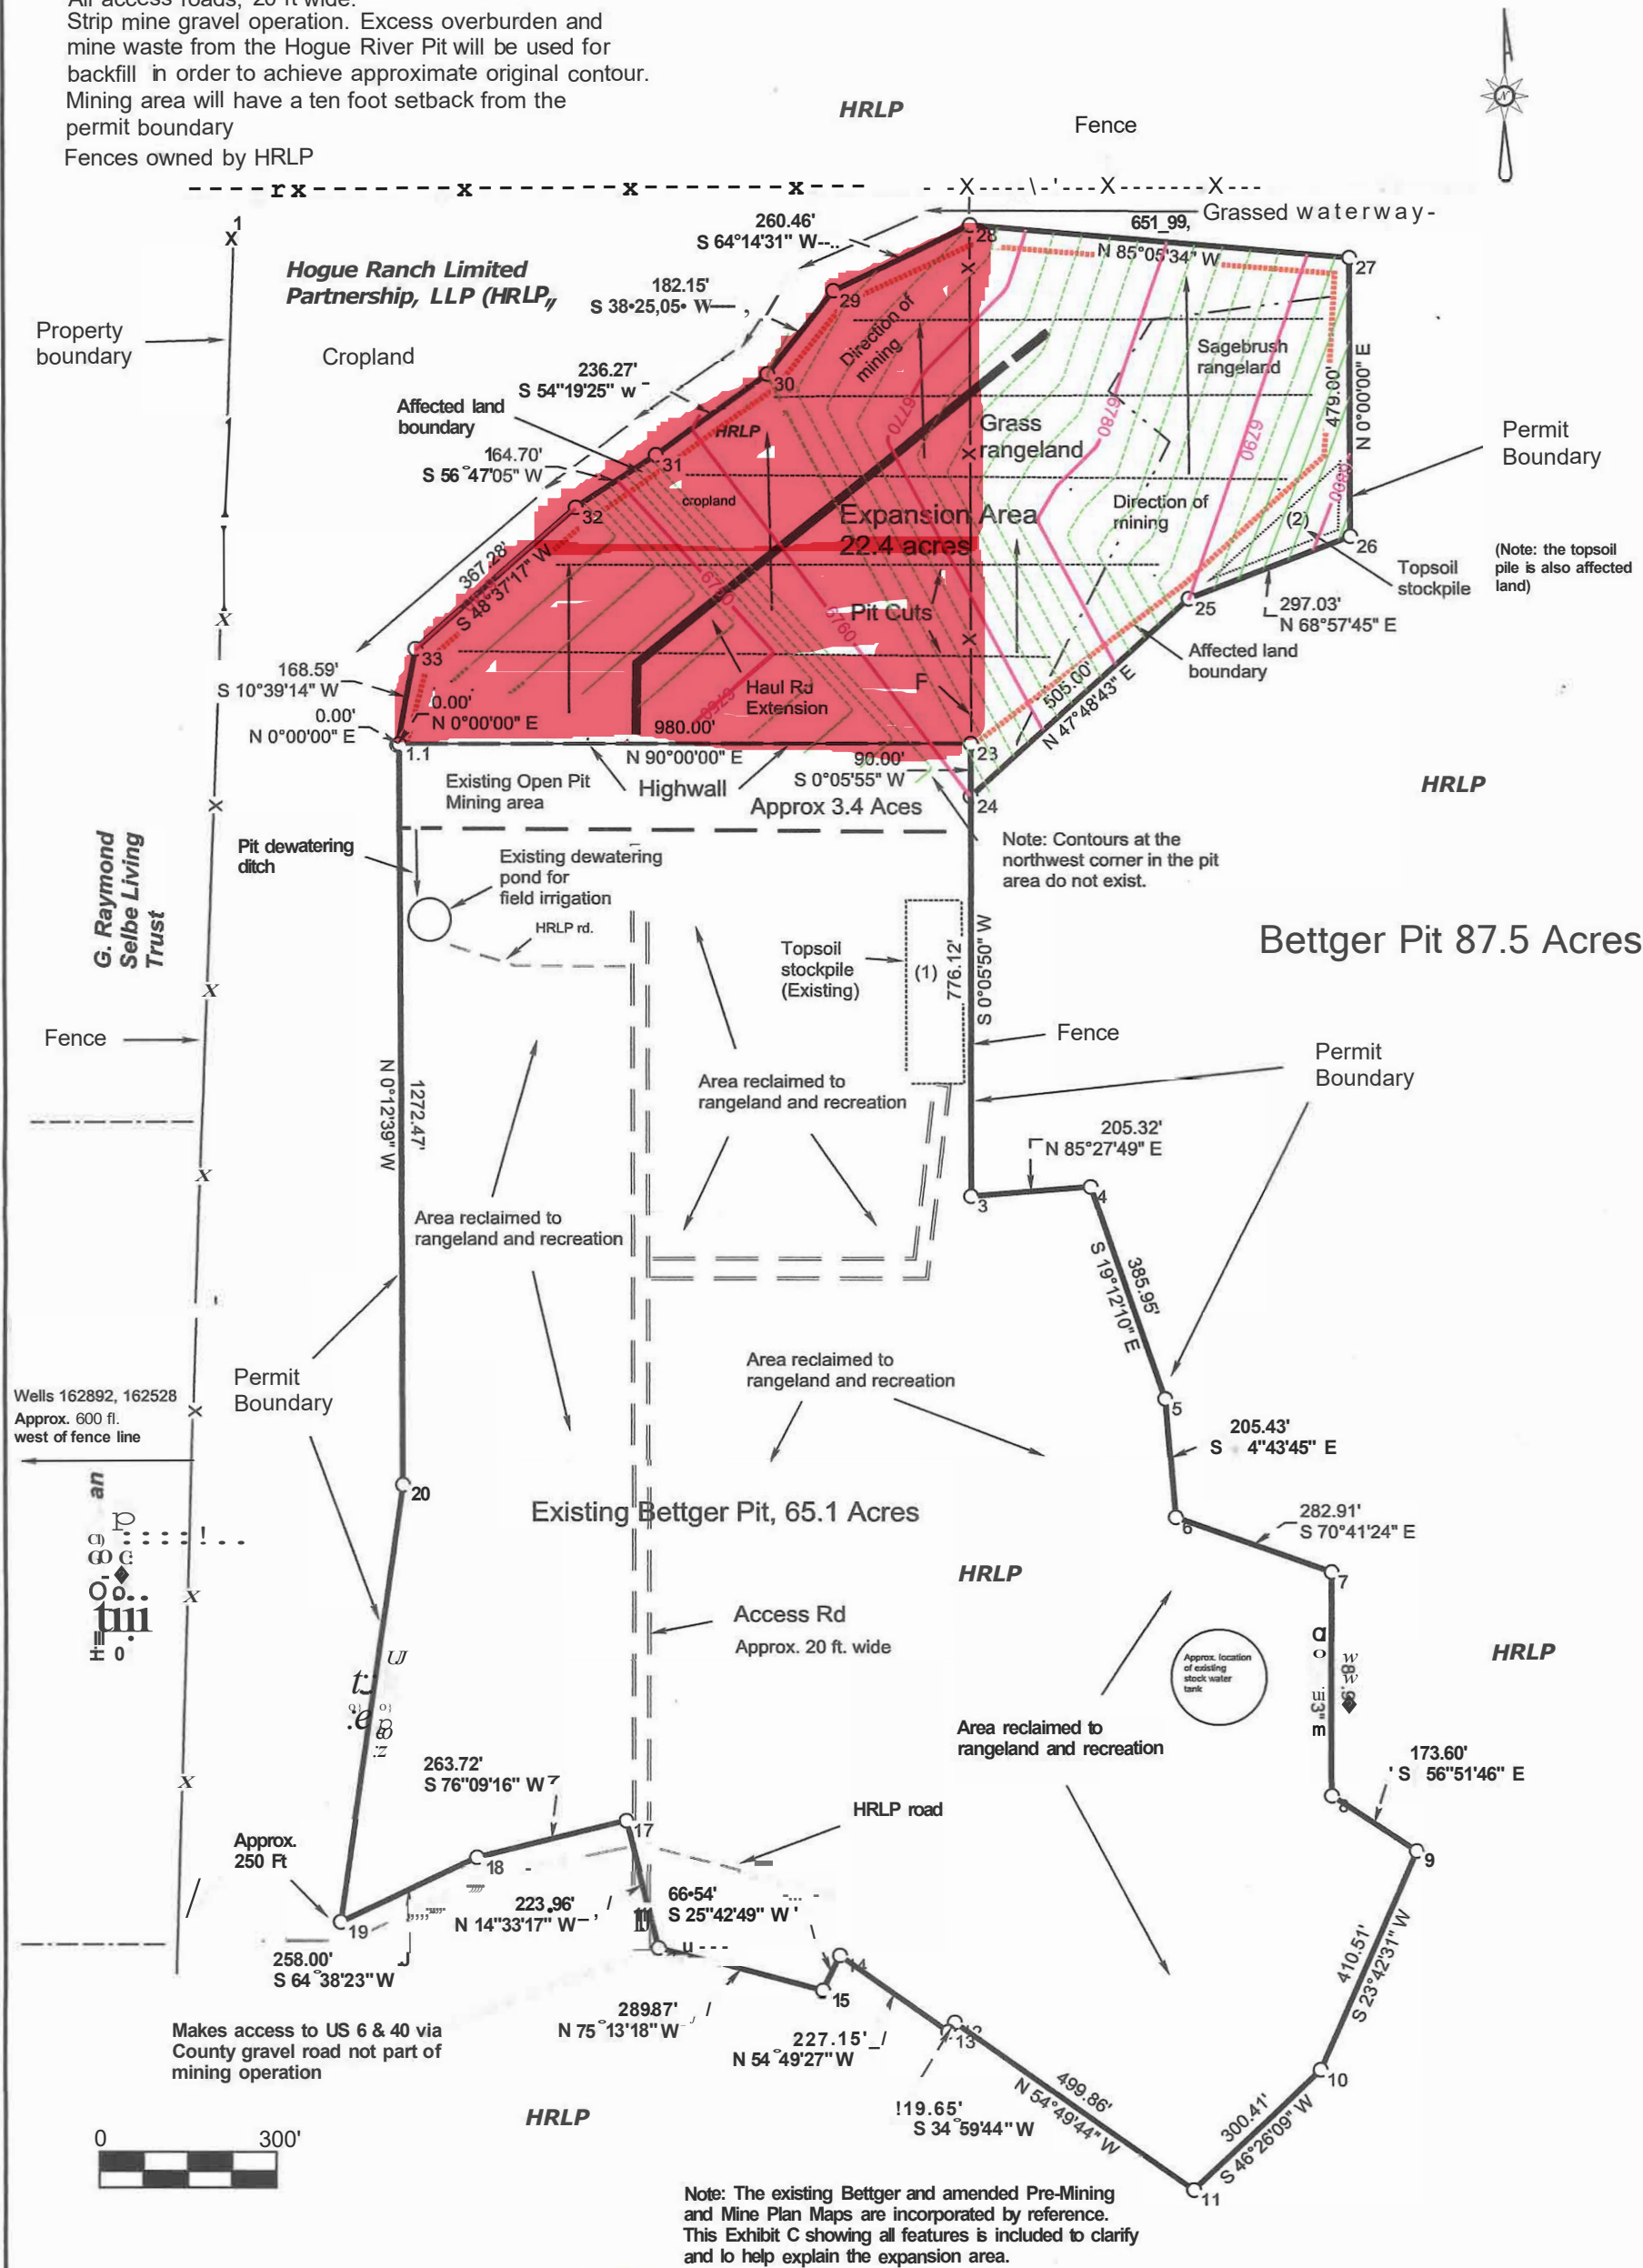 All access roads, 20 ft wide.
Strip mine gravel operation. Excess overburden and
mine waste from the Hogue River Pit will be used for
backfill in order to achieve approximate original contour.
Mining area will have a ten foot setback from the
permit boundary
Fences owned by HRLP
HRLP
Fence
Grassed waterway-
1
260.46'
S 64°14'31" W
28
651_99,
N 85°05'34" W
27
Hogue Ranch Limited
Partnership, LLP (HRLP,,
182.15'
S 38•25,05• W
29
Direction of
mining
Property
boundary
Cropland
236.27'
S 54"19'25" w
30
Sagebrush
rangeland
479.00'
N 0°00'00" E
Affected land
boundary
HRLP
6770
6780
6790
6800
Grass
rangeland
Permit
Boundary
164.70'
S 56°47'05" W
31
cropland
32
Expansion Area
22.4 acres
Direction of
mining
(2)
26
Topsoil
stockpile
(Note: the topsoil
pile is also affected
land)
367.28'
S 48°37'17" W
Pit Cuts
6760
25
297.03'
N 68°57'45" E
33
Affected land
boundary
168.59'
S 10°39'14" W
0.00'
N 0°00'00" E
0.00'
N 0°00'00" E
Haul Rd
Extension
6750
F
505.00'
N 47°48'43" E
980.00'
1.1
N 90°00'00" E
90.00'
S 0°05'55" W
23
Existing Open Pit
Mining area
Highwall
Approx 3.4 Aces
24
HRLP
Pit dewatering
ditch
Existing dewatering
pond for
field irrigation
HRLP rd.
Note: Contours at the
northwest corner in the pit
area do not exist.
G. Raymond
Selbe Living
Trust
Topsoil
stockpile
(Existing)
(1)
776.12'
S 0°05'50" W
Bettger Pit 87.5 Acres
Fence
Fence
Permit
Boundary
N 0°12'39" W
1272.47'
Area reclaimed to
rangeland and recreation
205.32'
N 85°27'49" E
3
4
Area reclaimed to
rangeland and recreation
385.95'
S 19°12'10" E
Permit
Boundary
Area reclaimed to
rangeland and recreation
Wells 162892, 162528
Approx. 600 fl.
west of fence line
5
205.43'
S 4"43'45" E
20
Existing Bettger Pit, 65.1 Acres
6
282.91'
S 70°41'24" E
HRLP
7
Access Rd
Approx. 20 ft. wide
Approx. location
of existing
stock water
tank
HRLP
Area reclaimed to
rangeland and recreation
263.72'
S 76"09'16" W
173.60'
' S 56"51'46" E
8
HRLP road
17
Approx.
250 Ft
18
9
223.96'
N 14"33'17" W
66•54'
S 25"42'49" W '
19
258.00'
S 64°38'23" W
14
15
410.51'
S 23°42'31" W
Makes access to US 6 & 40 via
County gravel road not part of
mining operation
28987'
N 75°13'18" W
227.15'
N 54°49'27" W
12
13
10
!19.65'
S 34°59'44" W
499.86'
N 54°49'44" W
300.41'
S 46°26'09" W
HRLP
0 300'
11
Note: The existing Bettger and amended Pre-Mining
and Mine Plan Maps are incorporated by reference.
This Exhibit C showing all features is included to clarify
and lo help explain the expansion area.